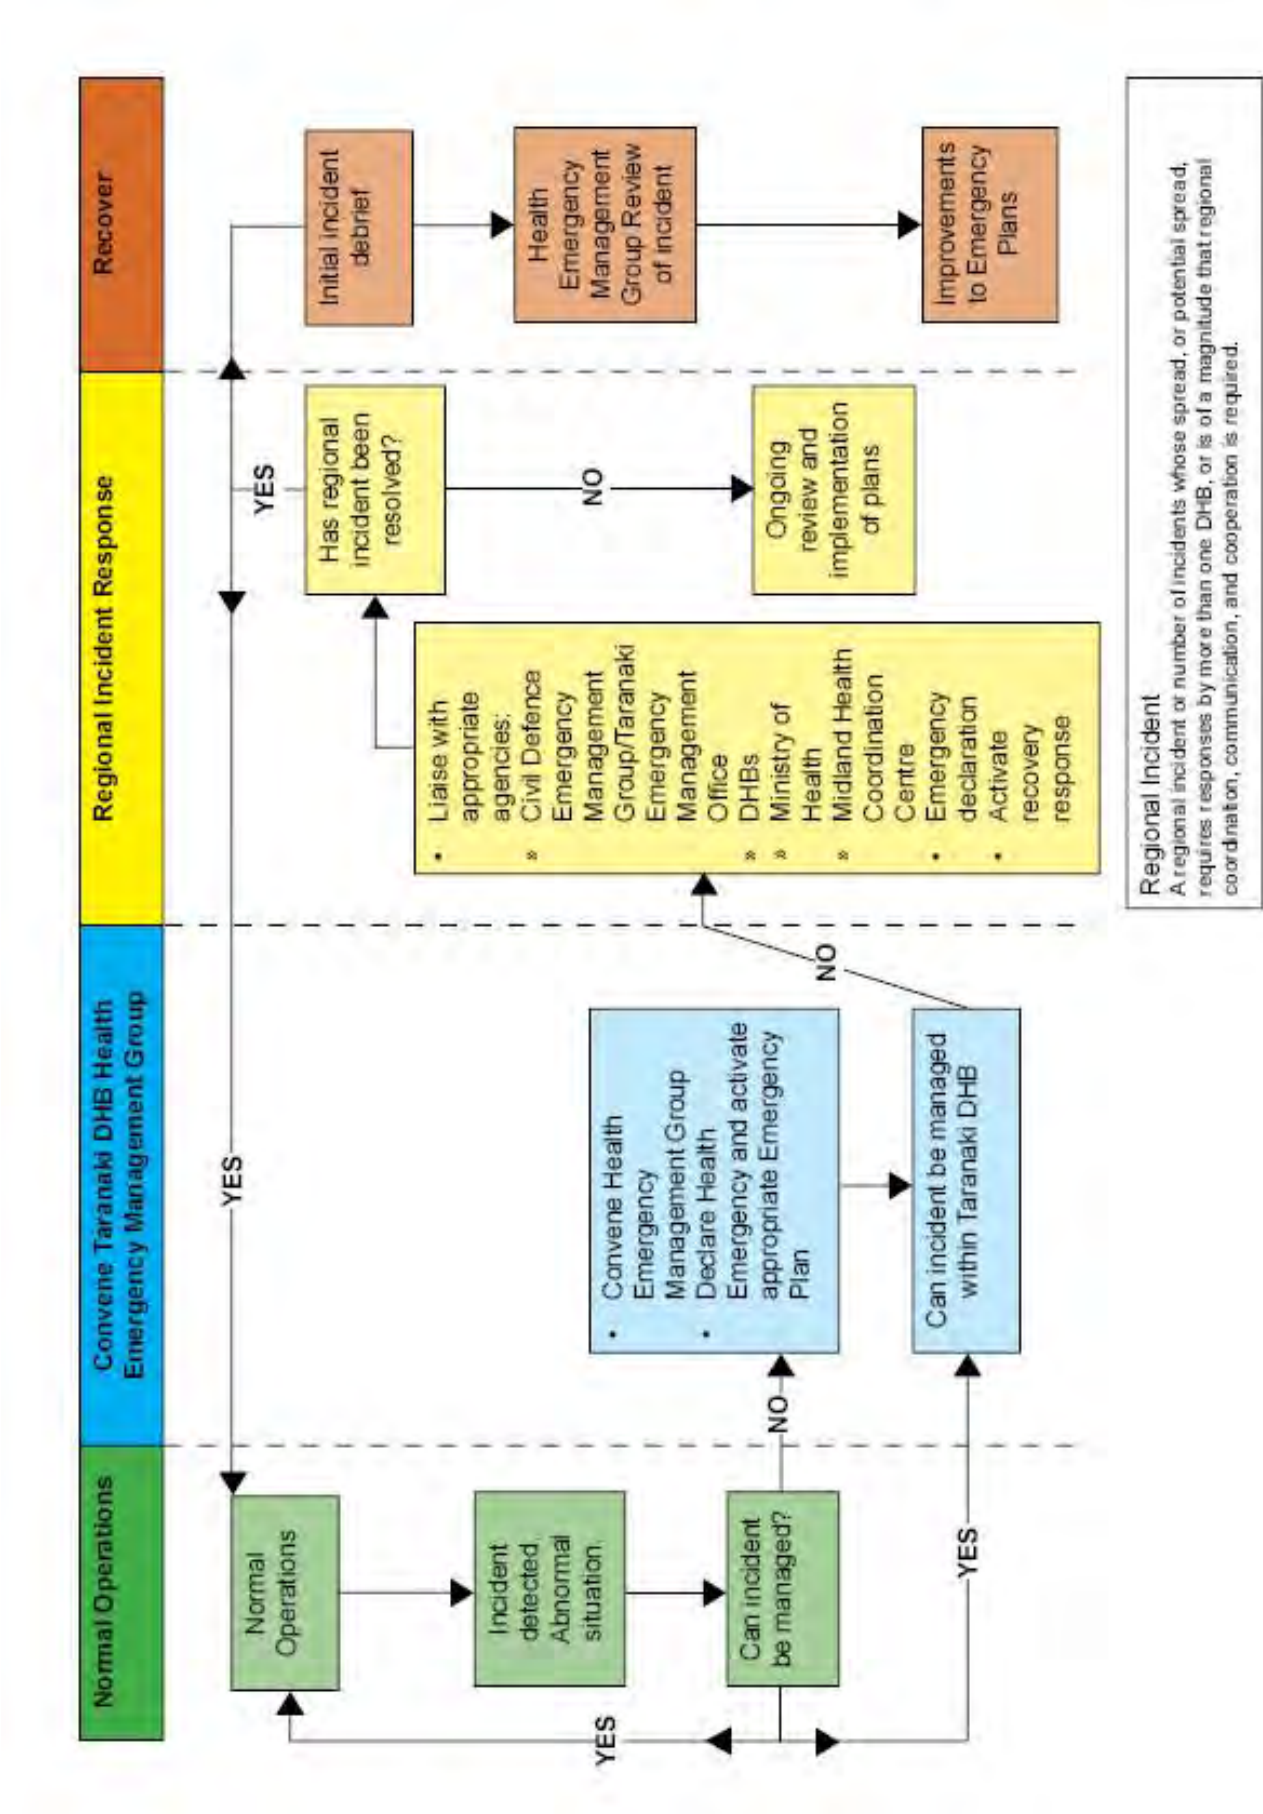 Normal Operations
Convene Taranaki DHB Health
Emergency Management Group
Regional Incident Response
Recover
Normal
Operations
Incident
detected.
Abnormal
situation.
Can incident
be managed?
YES
YES
NO
YES
• Convene Health
Emergency
Management Group
• Declare Health
Emergency and activate
appropriate Emergency
Plan
Can incident be managed
within Taranaki DHB
NO
• Liaise with
appropriate
agencies:
» Civil Defence
Emergency
Management
Group/Taranaki
Emergency
Management
Office
» DHBs
» Ministry of
Health
» Midland Health
Coordination
Centre
• Emergency
declaration
• Activate
recovery
response
YES
Has regional
incident been
resolved?
NO
Ongoing
review and
implementation
of plans
Initial incident
debrief
Health
Emergency
Management
Group Review
of incident
Improvements
to Emergency
Plans
Regional Incident
A regional incident or number of incidents whose spread, or potential spread,
requires responses by more than one DHB, or is of a magnitude that regional
coordination, communication, and cooperation is required.